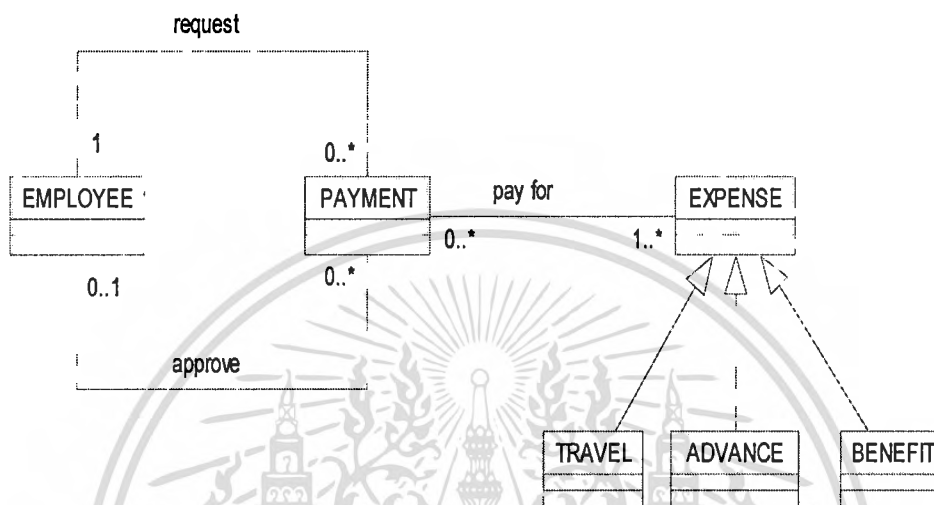 request
1
0..*
EMPLOYEE
PAYMENT
pay for
EXPENSE
0..*
1..*
0..1
0..*
approve
TRAVEL
ADVANCE
BENEFIT